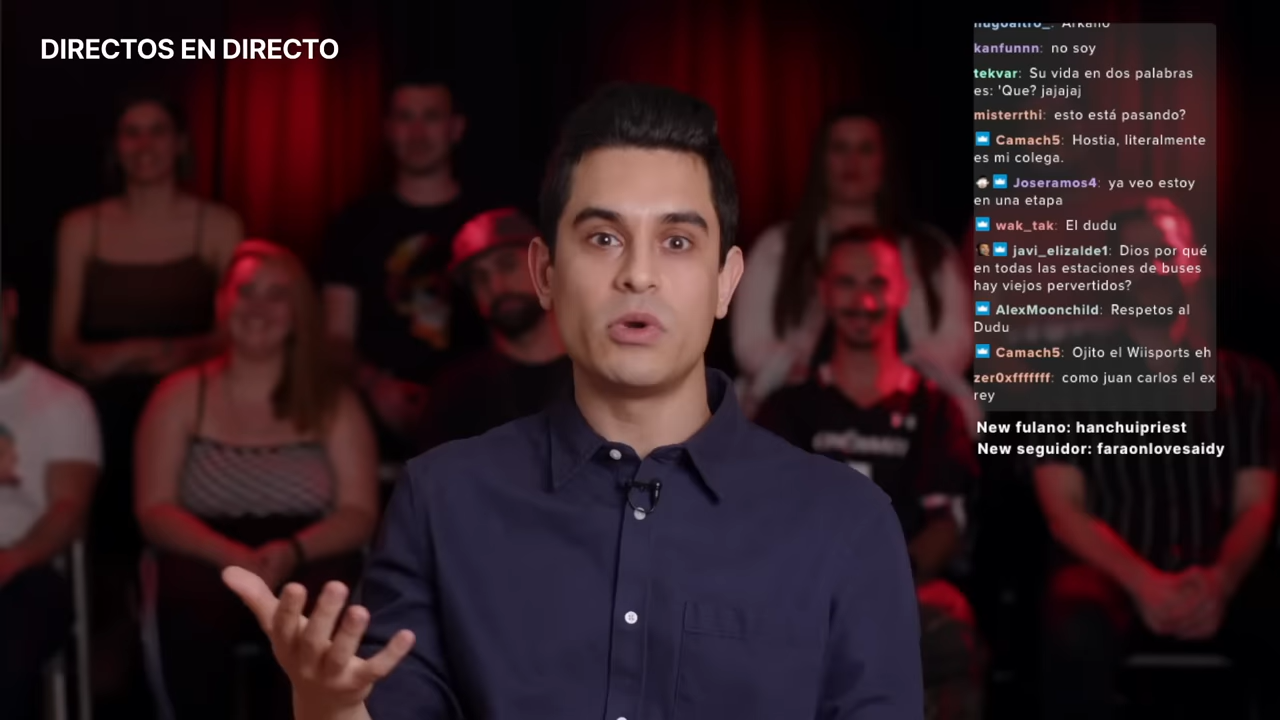 DIRECTOS EN DIRECTO
kanfunnn: no soy
tekvar: Su vida en dos palabras
es: 'Que? jajajaj
misterrthi: esto está pasando?
Camach5: Hostia, literalmente
es mi colega.
Joseramos4: ya veo estoy
en una etapa
wak_tak: El dudu
javi_elizalde1: Dios por qué
en todas las estaciones de buses
hay viejos pervertidos?
AlexMoonchild: Respetos al
Dudu
Camach5: Ojito el Wiisports eh
zer0xfffffff: como juan carlos el ex
rey
New fulano: hanchuipriest
New seguidor: faraonlovesaidy